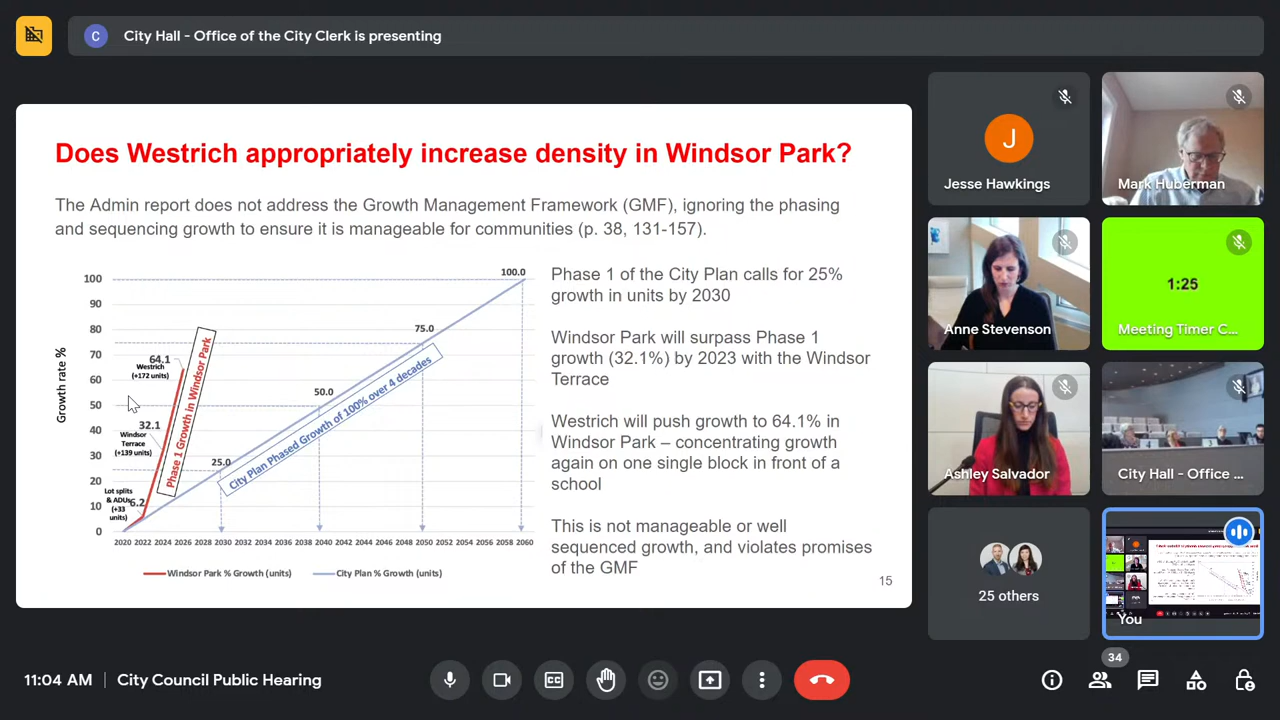 C
City Hall - Office of the City Clerk is presenting
Does Westrich appropriately increase density in Windsor Park?
The Admin report does not address the Growth Management Framework (GMF), ignoring the phasing
and sequencing growth to ensure it is manageable for communities (p. 38, 131-157).
Growth rate %
100
90
80
70
60
50
40
30
20
10
0
100.0
75.0
50.0
25.0
64.1
Westrich
(+172 units)
32.1
Windsor
Terrace
(+139 units)
6.2
Lot splits
& ADUs
(+33
units)
Phase 1 Growth in Windsor Park
City Plan Phased Growth of 100% over 4 decades
2020 2022 2024 2026 2028 2030 2032 2034 2036 2038 2040 2042 2044 2046 2048 2050 2052 2054 2056 2058 2060
Windsor Park % Growth (units)
City Plan % Growth (units)
Phase 1 of the City Plan calls for 25%
growth in units by 2030
Windsor Park will surpass Phase 1
growth (32.1%) by 2023 with the Windsor
Terrace
Westrich will push growth to 64.1% in
Windsor Park – concentrating growth
again on one single block in front of a
school
This is not manageable or well
sequenced growth, and violates promises
of the GMF
15
J
Jesse Hawkings
Mark Huberman
Anne Stevenson
1:25
Meeting Timer C...
Ashley Salvador
City Hall - Office ...
25 others
You
11:04 AM
City Council Public Hearing
CC
34